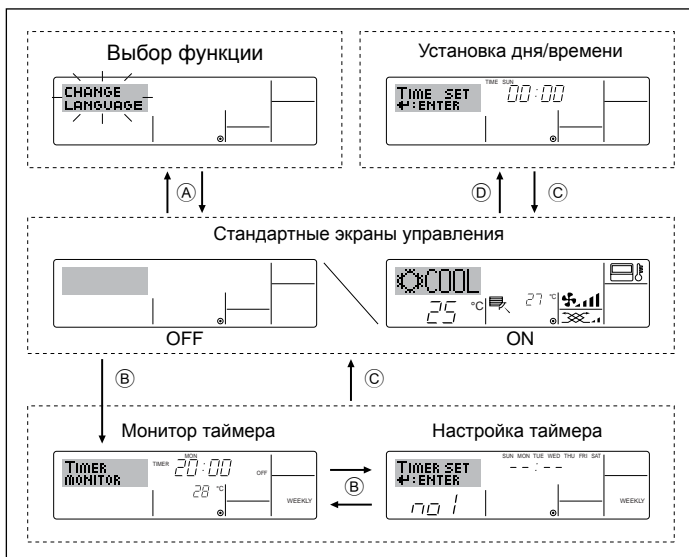 Выбор функции
CHANGE
LANGUAGE
Установка дня/времени
TIME SUN
TIME SET
00:00
↵:ENTER
Ⓐ
Ⓓ
Ⓒ
Стандартные экраны управления
COOL
25 °C
27 °C
OFF
ON
Ⓑ
Ⓒ
Монитор таймера
MON
TIMER
MONITOR
TIMER 20:00 OFF
28 °C
WEEKLY
Ⓑ
Настройка таймера
SUN MON TUE WED THU FRI SAT
TIMER SET
--:--
↵:ENTER
no 1
WEEKLY